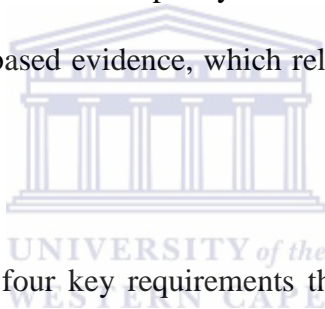 based evidence, which rel
UNIVERSITY of the
four key requirements th
WESTERN CAPE